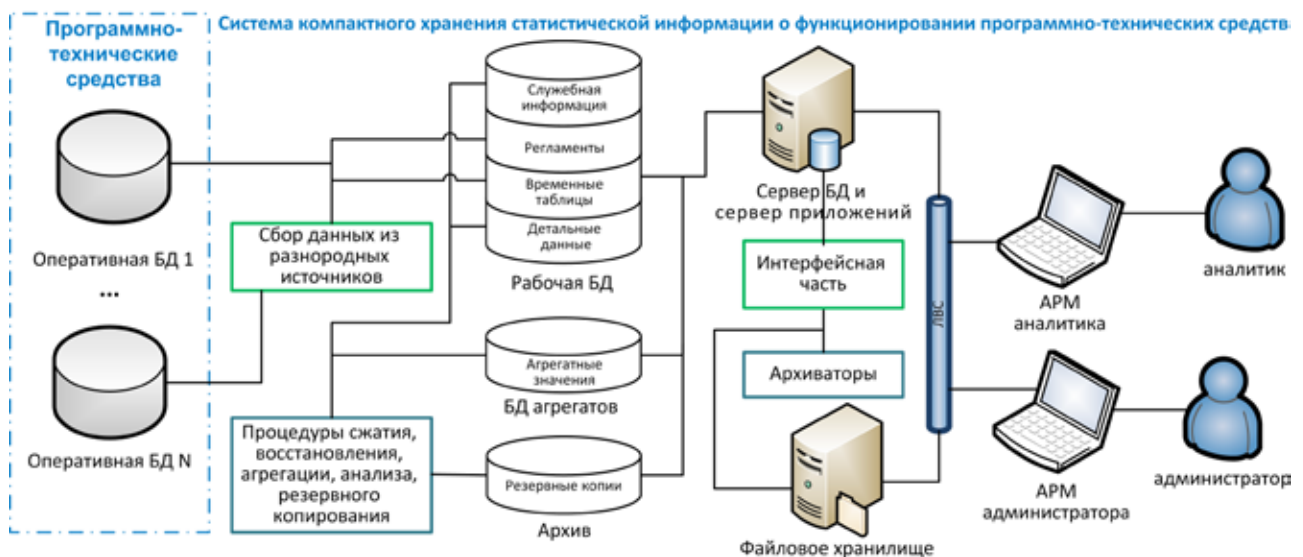 Программно-
технические
средства
Система компактного хранения статистической информации о функционировании программно-технических средств
Оперативная БД 1
...
Оперативная БД N
Сбор данных из
разнородных
источников
Процедуры сжатия,
восстановления,
агрегации, анализа,
резервного
копирования
Служебная
информация
Регламенты
Временные
таблицы
Детальные
данные
Рабочая БД
Агрегатные
значения
БД агрегатов
Резервные копии
Архив
Сервер БД и
сервер приложений
Интерфейсная
часть
Архиваторы
Файловое хранилище
ЛВС
АРМ
аналитика
аналитик
АРМ
администратора
администратор